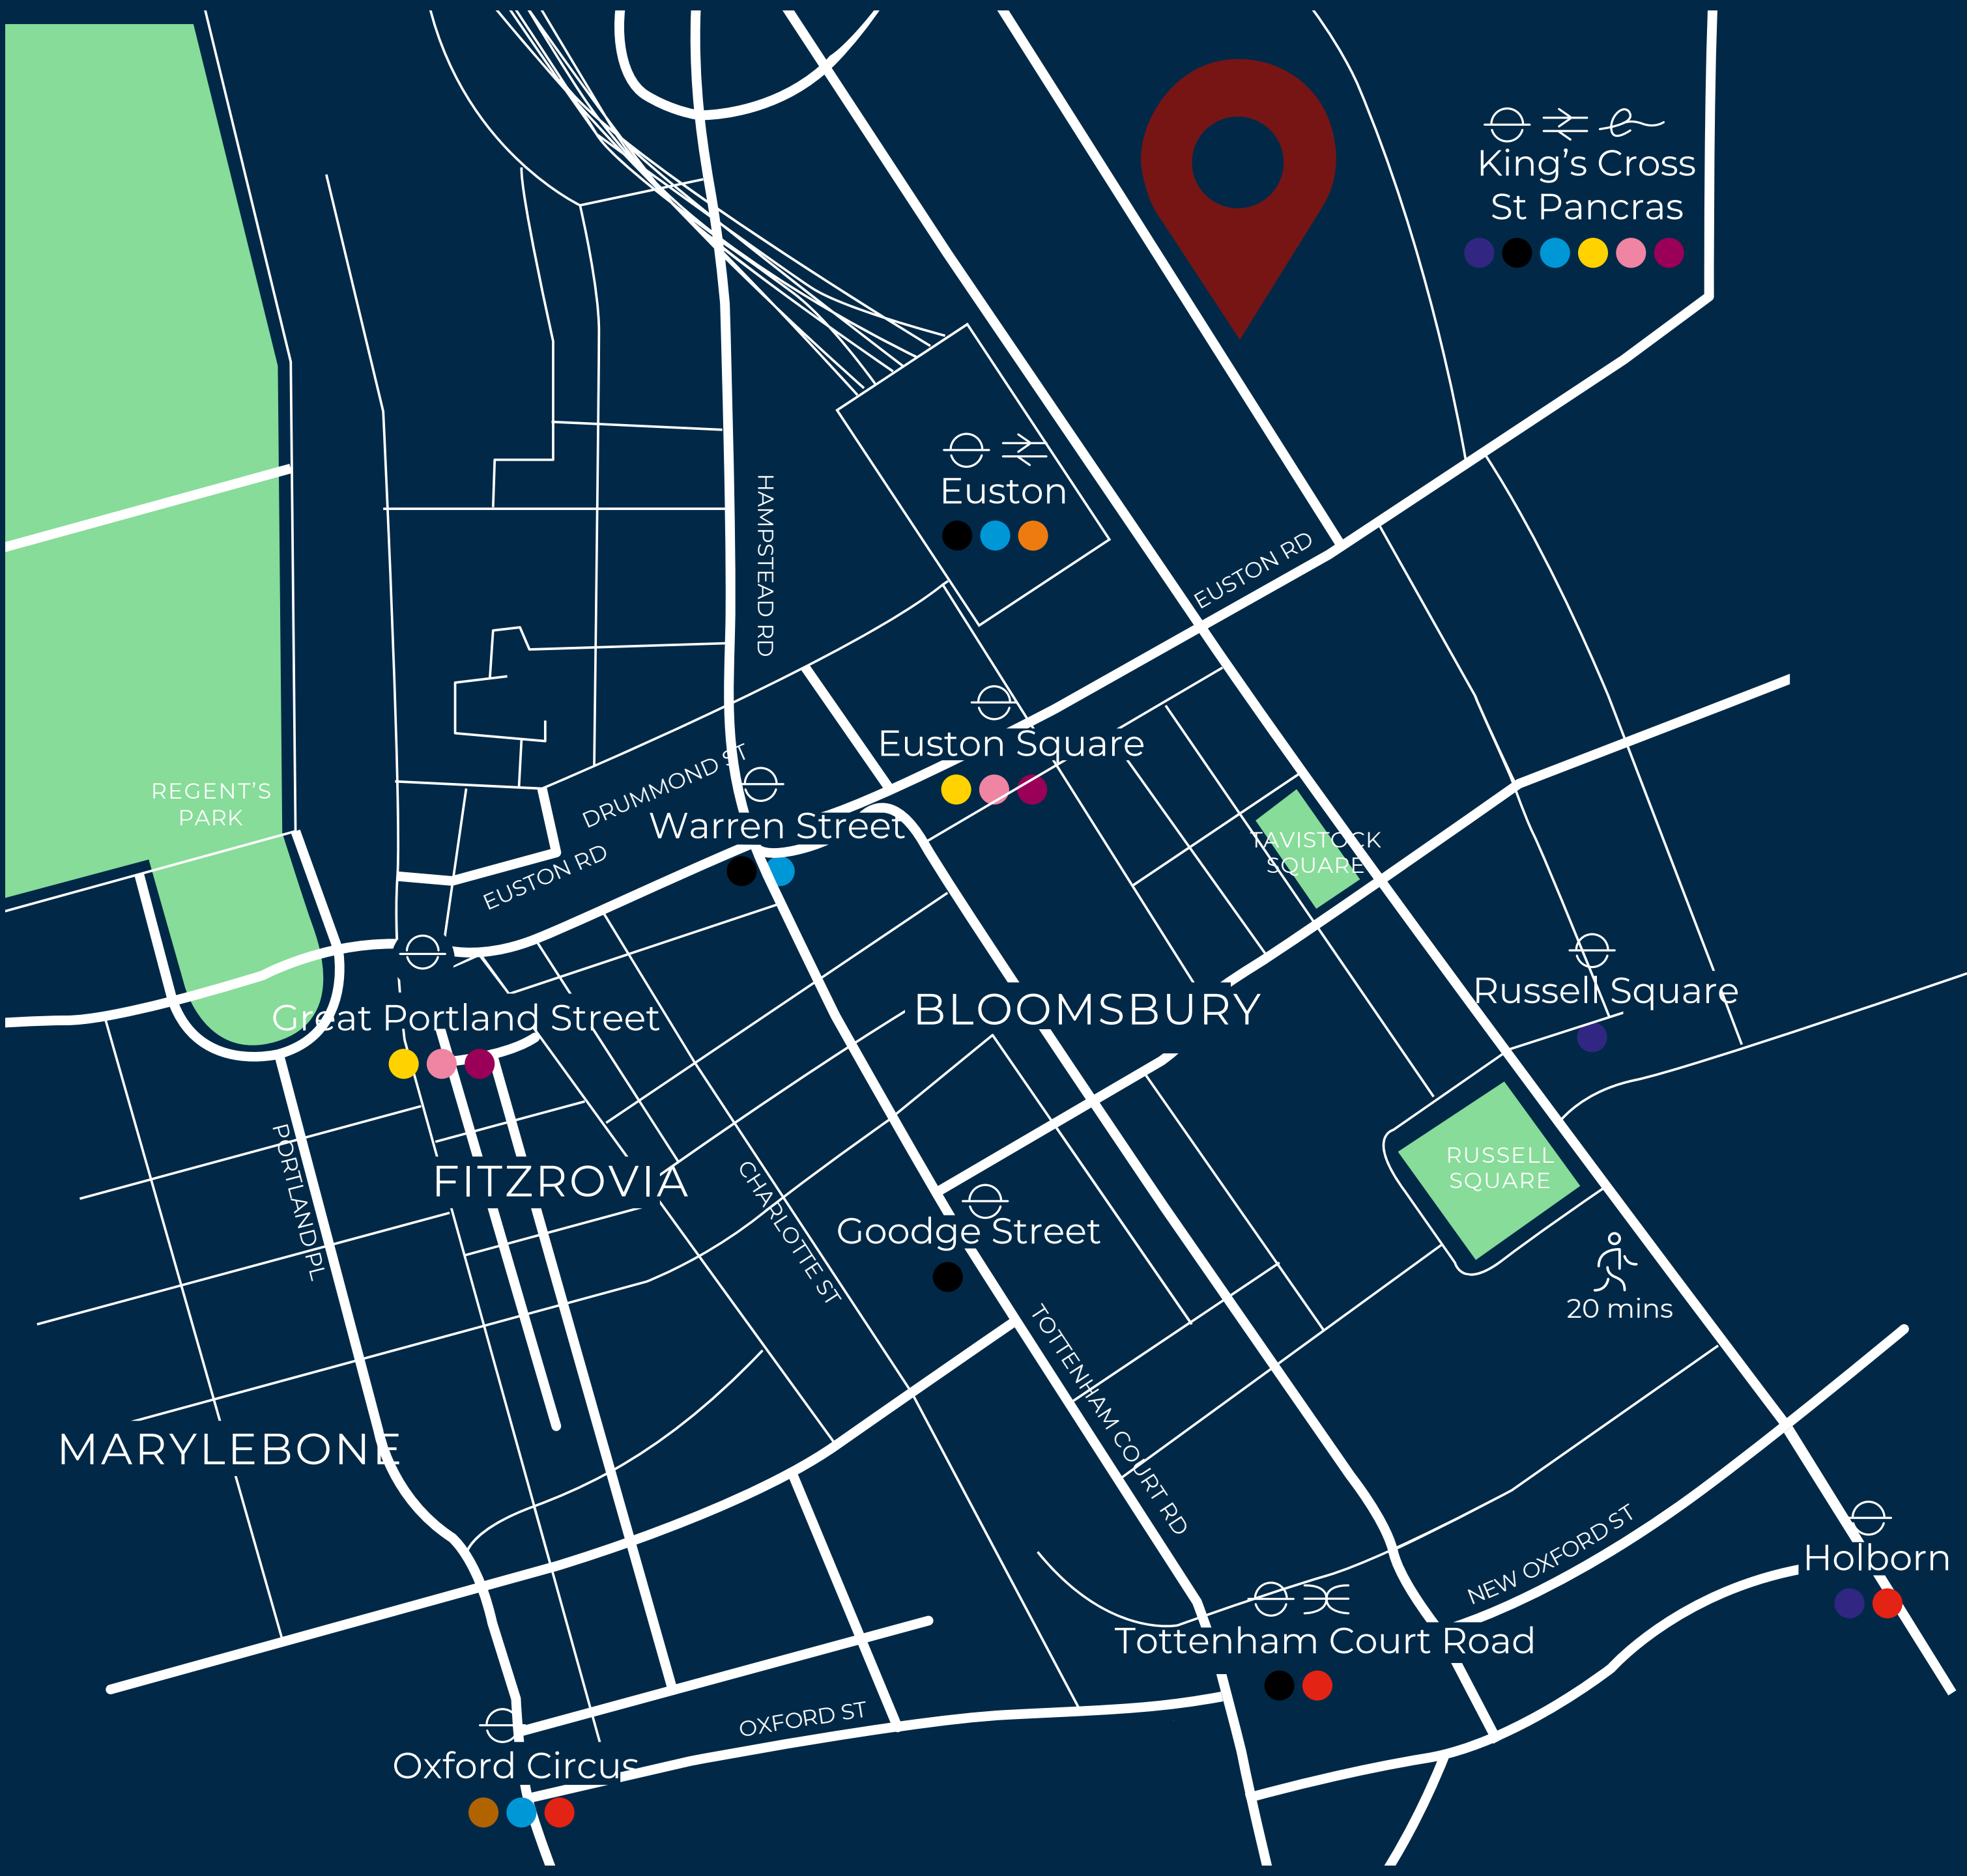 King’s Cross
St Pancras
Euston
HAMPSTEAD RD
EUSTON RD
Euston Square
DRUMMOND ST
REGENT’S
PARK
Warren Street
EUSTON RD
TAVISTOCK
SQUARE
Russell Square
BLOOMSBURY
Great Portland Street
RUSSELL
SQUARE
PORTLAND PL
FITZROVIA
CHARLOTTE ST
Goodge Street
20 mins
TOTTENHAM COURT RD
MARYLEBONE
NEW OXFORD ST
Holborn
Tottenham Court Road
OXFORD ST
Oxford Circus